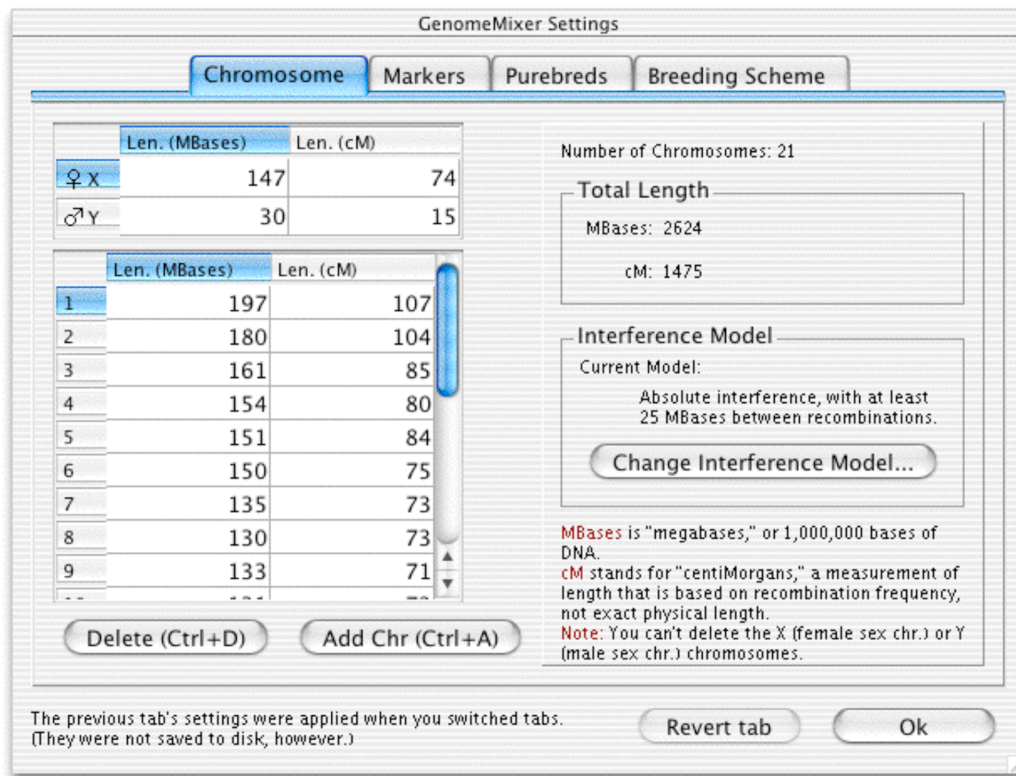 GenomeMixer Settings
Chromosome Markers Purebreds Breeding Scheme
Len. (MBases) Len. (cM)
♀ X 147 74
♂ Y 30 15
Len. (MBases) Len. (cM)
1 197 107
2 180 104
3 161 85
4 154 80
5 151 84
6 150 75
7 135 73
8 130 73
9 133 71
Delete (Ctrl+D) Add Chr (Ctrl+A)
Number of Chromosomes: 21
Total Length
MBases: 2624
cM: 1475
Interference Model
Current Model:
Absolute interference, with at least
25 MBases between recombinations.
Change Interference Model...
MBases is "megabases," or 1,000,000 bases of
DNA.
cM stands for "centiMorgans," a measurement of
length that is based on recombination frequency,
not exact physical length.
Note: You can't delete the X (female sex chr.) or Y
(male sex chr.) chromosomes.
The previous tab's settings were applied when you switched tabs.
(They were not saved to disk, however.)
Revert tab Ok